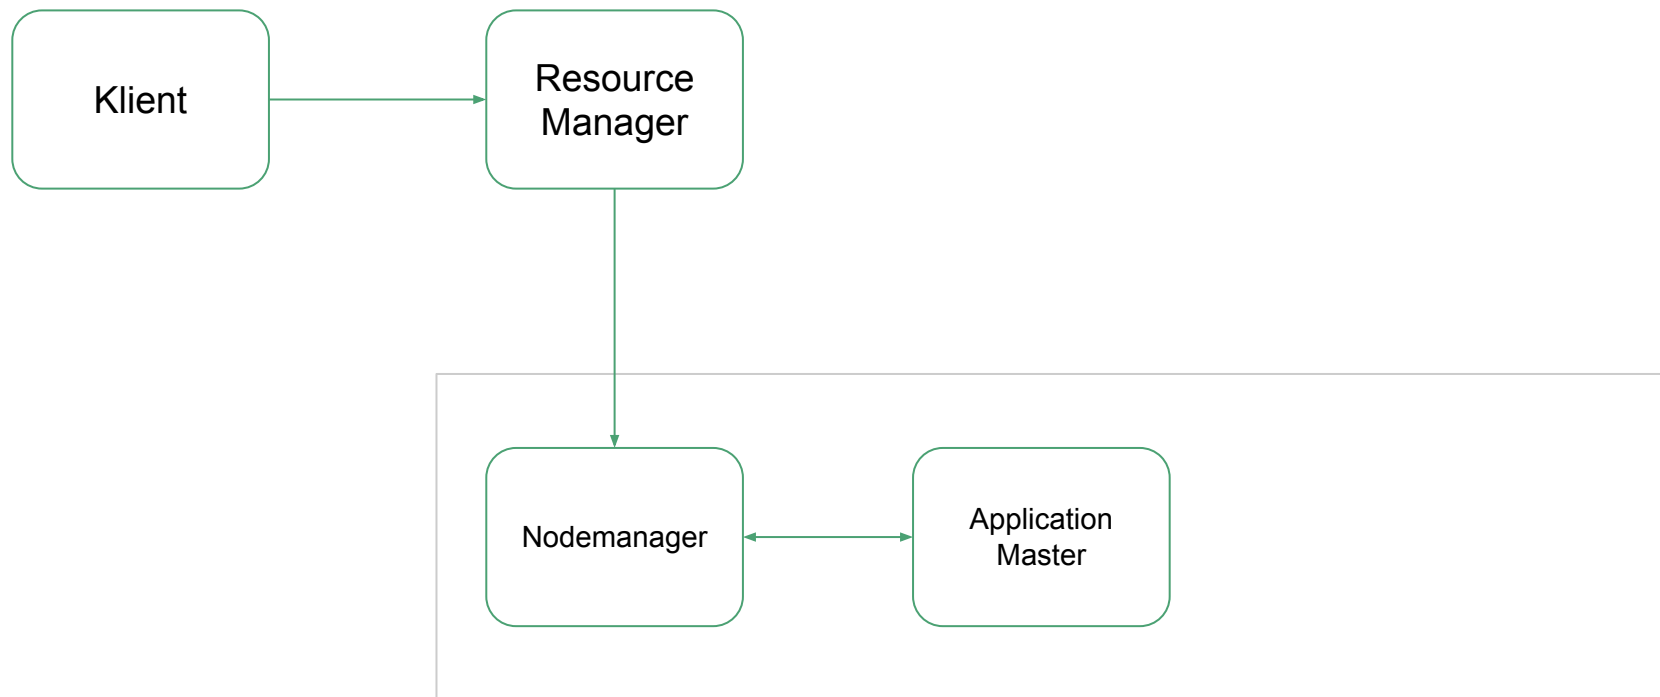 Klient
Resource
Manager
Nodemanager
Application
Master